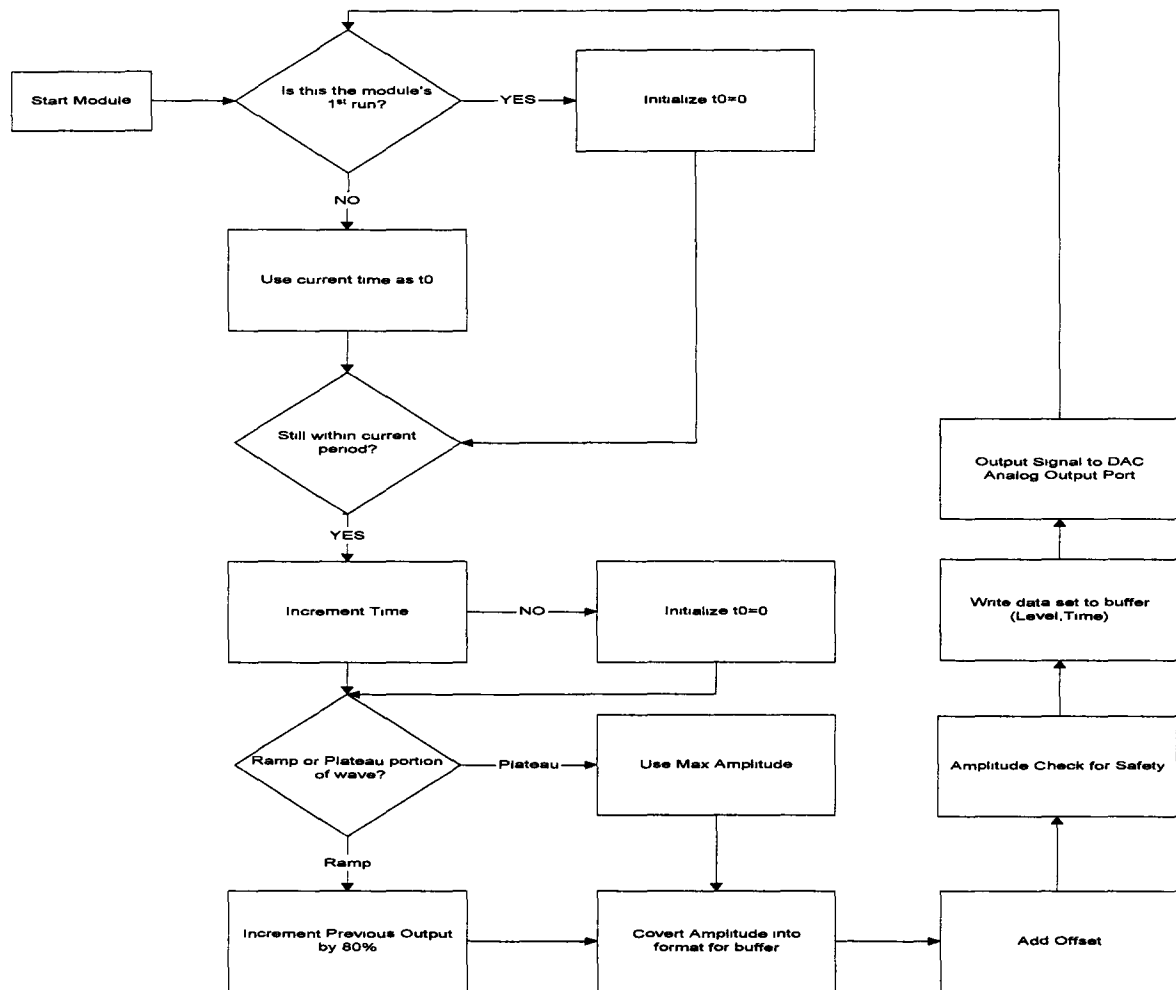 Start Module
Is this the module's
1st run?
YES
Initialize t0=0
NO
Use current time as t0
Still within current
period?
YES
Increment Time
NO
Initialize t0=0
Ramp or Plateau portion
of wave?
Plateau
Use Max Amplitude
Ramp
Increment Previous Output
by 80%
Covert Amplitude into
format for buffer
Add Offset
Amplitude Check for Safety
Write data set to buffer
(Level,Time)
Output Signal to DAC
Analog Output Port